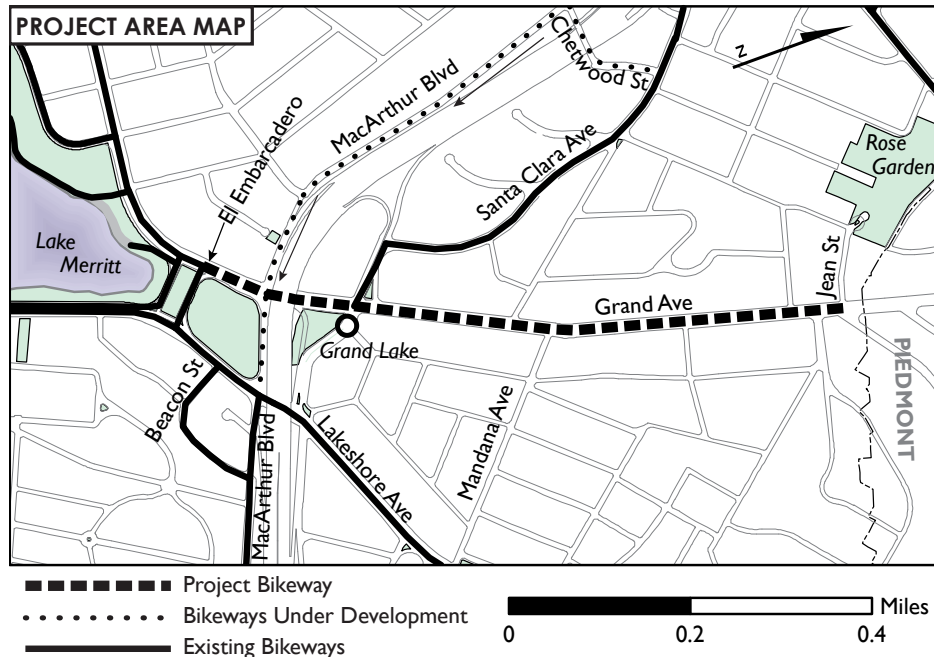 PROJECT AREA MAP
Chetwood St
N
MacArthur Blvd
El Embarcadero
Santa Clara Ave
Rose
Garden
Lake
Merritt
Jean St
Grand Ave
Grand Lake
PIEDMONT
Beacon St
MacArthur Blvd
Lakeshore Ave
Mandana Ave
Project Bikeway
Bikeways Under Development
Existing Bikeways
Miles
0 0.2 0.4